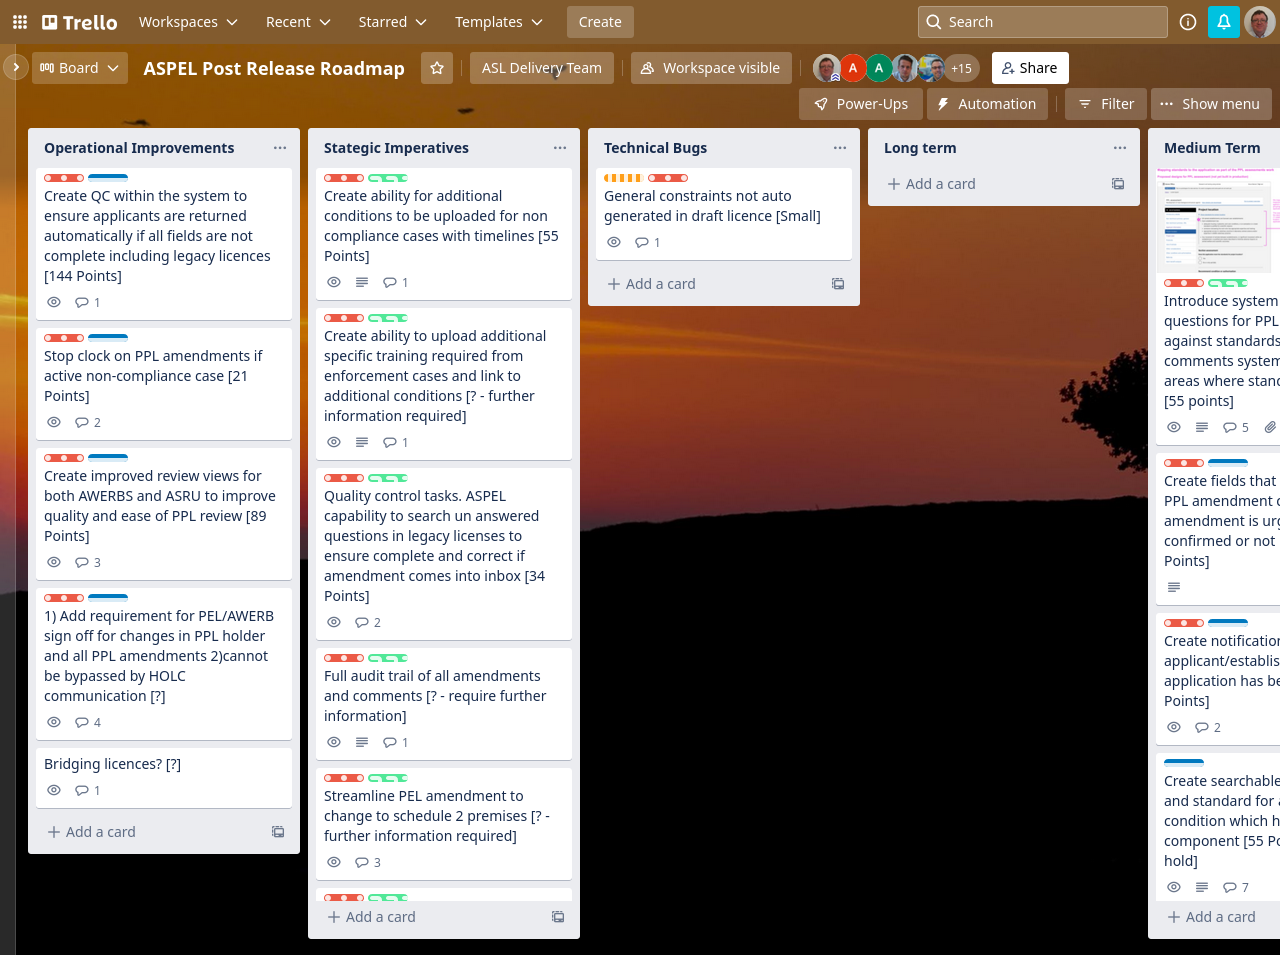 Trello
Workspaces
Recent
Starred
Templates
Create
Search
Board
ASPEL Post Release Roadmap
ASL Delivery Team
Workspace visible
A
A
+15
Share
Power-Ups
Automation
Filter
Show menu
Operational Improvements
Create QC within the system to
ensure applicants are returned
automatically if all fields are not
complete including legacy licences
[144 Points]
1
Stop clock on PPL amendments if
active non-compliance case [21
Points]
2
Create improved review views for
both AWERBS and ASRU to improve
quality and ease of PPL review [89
Points]
3
1) Add requirement for PEL/AWERB
sign off for changes in PPL holder
and all PPL amendments 2)cannot
be bypassed by HOLC
communication [?]
4
Bridging licences? [?]
1
Add a card
Stategic Imperatives
Create ability for additional
conditions to be uploaded for non
compliance cases with timelines [55
Points]
1
Create ability to upload additional
specific training required from
enforcement cases and link to
additional conditions [? - further
information required]
1
Quality control tasks. ASPEL
capability to search un answered
questions in legacy licenses to
ensure complete and correct if
amendment comes into inbox [34
Points]
2
Full audit trail of all amendments
and comments [? - require further
information]
1
Streamline PEL amendment to
change to schedule 2 premises [? -
further information required]
3
Add a card
Technical Bugs
General constraints not auto
generated in draft licence [Small]
1
Add a card
Long term
Add a card
Medium Term
Introduce system
questions for PPL
against standards
comments system
areas where stand
[55 points]
5
Create fields that
PPL amendment
amendment is urg
confirmed or not
Points]
Create notification
applicant/establis
application has be
Points]
2
Create searchable
and standard for
condition which h
component [55 Po
hold]
7
Add a card